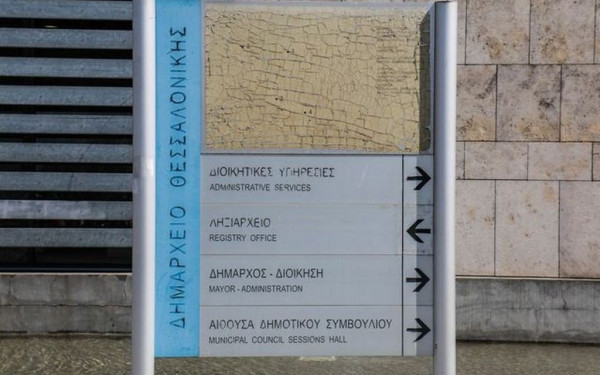 ΔΗΜΑΡΧΕΙΟ ΘΕΣΣΑΛΟΝΙΚΗΣ
ΔΙΟΙΚΗΤΙΚΕΣ ΥΠΗΡΕΣΙΕΣ
ADMINISTRATIVE SERVICES
ΛΗΞΙΑΡΧΕΙΟ
REGISTRY OFFICE
ΔΗΜΑΡΧΟΣ - ΔΙΟΙΚΗΣΗ
MAYOR - ADMINISTRATION
ΑΙΘΟΥΣΑ ΔΗΜΟΤΙΚΟΥ ΣΥΜΒΟΥΛΙΟΥ
MUNICIPAL COUNCIL SESSIONS HALL